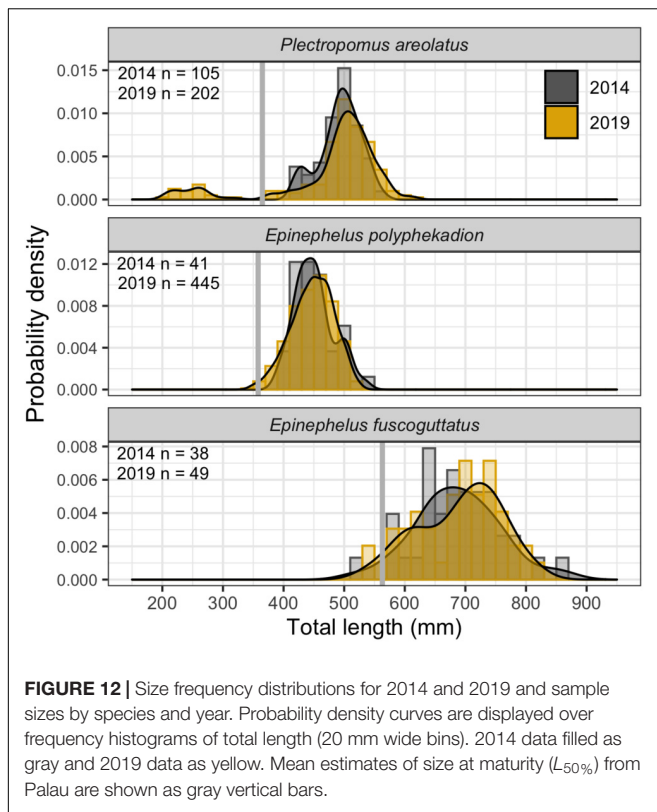 Plectropomus areolatus
2014 n = 105
2019 n = 202
2014
2019
0.015
0.010
0.005
0.000
Epinephelus polyphekadion
2014 n = 41
2019 n = 445
0.012
0.008
0.004
0.000
Probability density
Epinephelus fuscoguttatus
2014 n = 38
2019 n = 49
0.008
0.006
0.004
0.002
0.000
200 300 400 500 600 700 800 900
Total length (mm)
FIGURE 12 | Size frequency distributions for 2014 and 2019 and sample
sizes by species and year. Probability density curves are displayed over
frequency histograms of total length (20 mm wide bins). 2014 data filled as
gray and 2019 data as yellow. Mean estimates of size at maturity (L50%) from
Palau are shown as gray vertical bars.